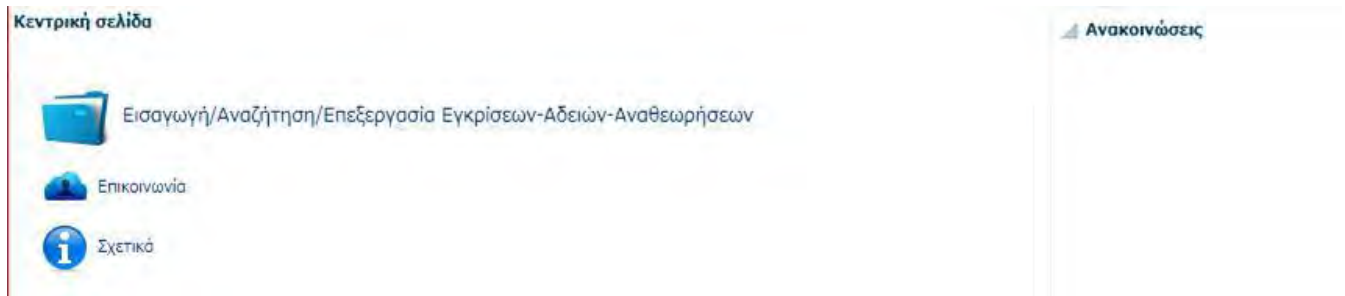 Κεντρική σελίδα
Ανακοινώσεις
Εισαγωγή/Αναζήτηση/Επεξεργασία Εγκρίσεων-Αδειών-Αναθεωρήσεων
Επικοινωνία
Σχετικά